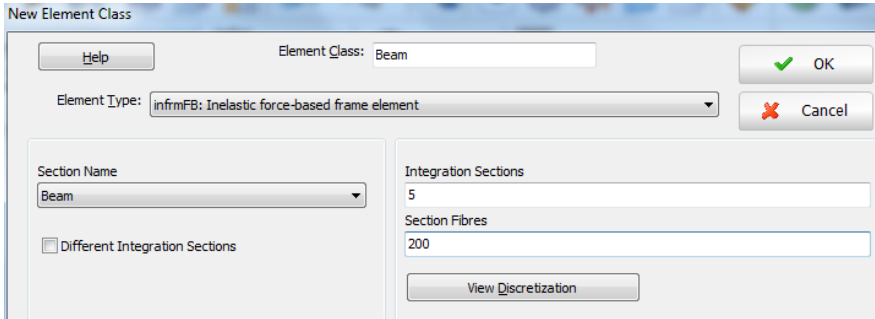 New Element Class
Help
Element Class: Beam
OK
Element Type: infrmFB: Inelastic force-based frame element
Cancel
Section Name
Beam
Different Integration Sections
Integration Sections
5
Section Fibres
200
View Discretization